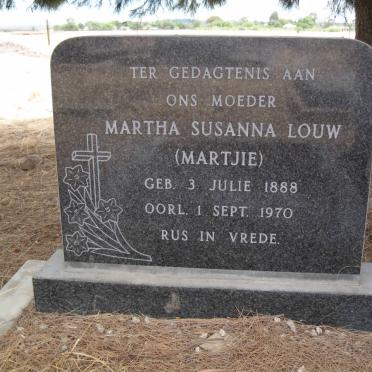 TER GEDAGTENIS AAN
ONS MOEDER
MARTHA SUSANNA LOUW
(MARTJIE)
GEB. 3 JULIE 1888
OORL. 1 SEPT. 1970
RUS IN VREDE.